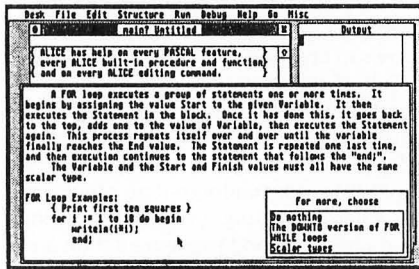 Desk File Edit Structure Run Debug Help Go Misc
main? Untitled
Output
{ ALICE has help on every PASCAL feature, }
{ every ALICE built-in procedure and function }
{ and on every ALICE editing command. }
A FOR loop executes a group of statements one or more times. It
begins by assigning the value Start to the given Variable. It then
executes the Statement in the block. Once it has done this, it goes back
to the top, adds one to the value of Variable, then executes the Statement
again. This process repeats itself over and over until the variable
finally reaches the End value. The Statement is repeated one last time,
and then execution continues to the statement that follows the "end;".
The Variable and the Start and Finish values must all have the same
scalar type.
FOR Loop Examples:
{ Print first ten squares }
for i := 1 to 10 do begin
writeln(i*i);
end;
For more, choose
Do nothing
The DOWNTO version of FOR
WHILE loops
Scalar types